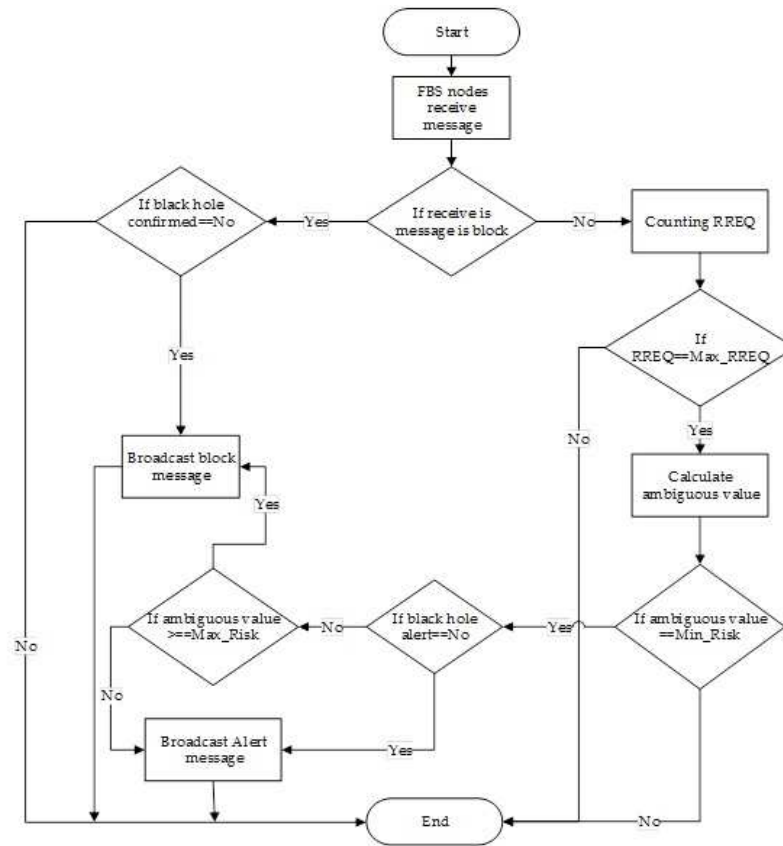 Start
FBS nodes
receive
message
If black hole
confirmed==No
Yes
If receive is
message is block
No
Counting RREQ
If
RREQ==Max_RREQ
Yes
Yes
No
Broadcast block
message
Calculate
ambiguous value
Yes
If ambiguous value
>==Max_Risk
No
If black hole
alert==No
Yes
If ambiguous value
==Min_Risk
No
No
Broadcast Alert
message
Yes
End
No